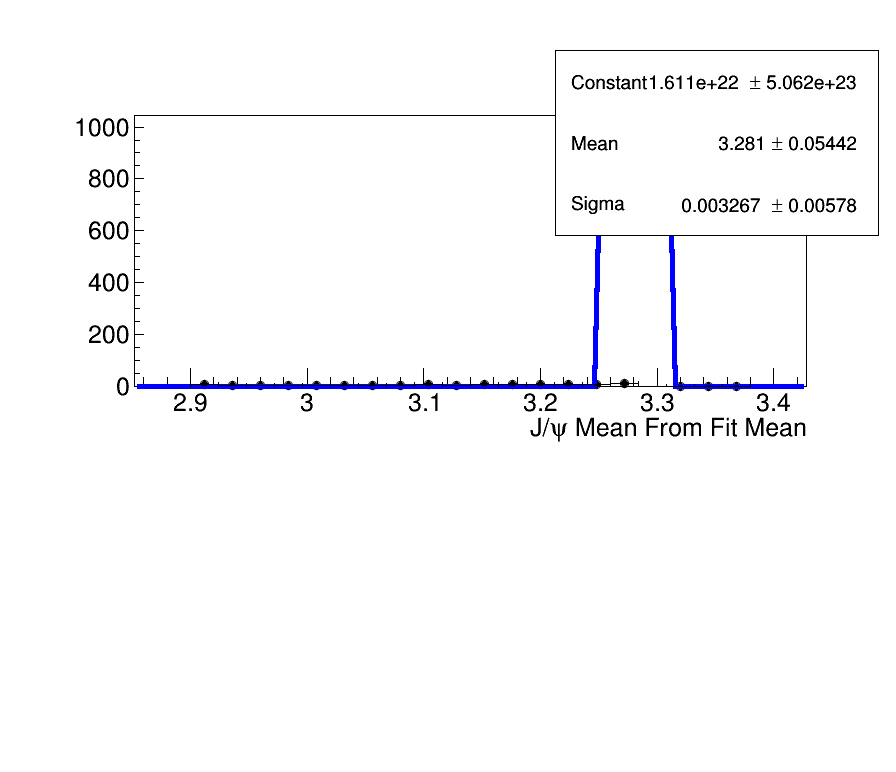 Constant1.611e+22 ± 5.062e+23
Mean 3.281 ± 0.05442
Sigma 0.003267 ± 0.00578
1000
800
600
400
200
0
2.9 3 3.1 3.2 3.3 3.4
J/ψ Mean From Fit Mean